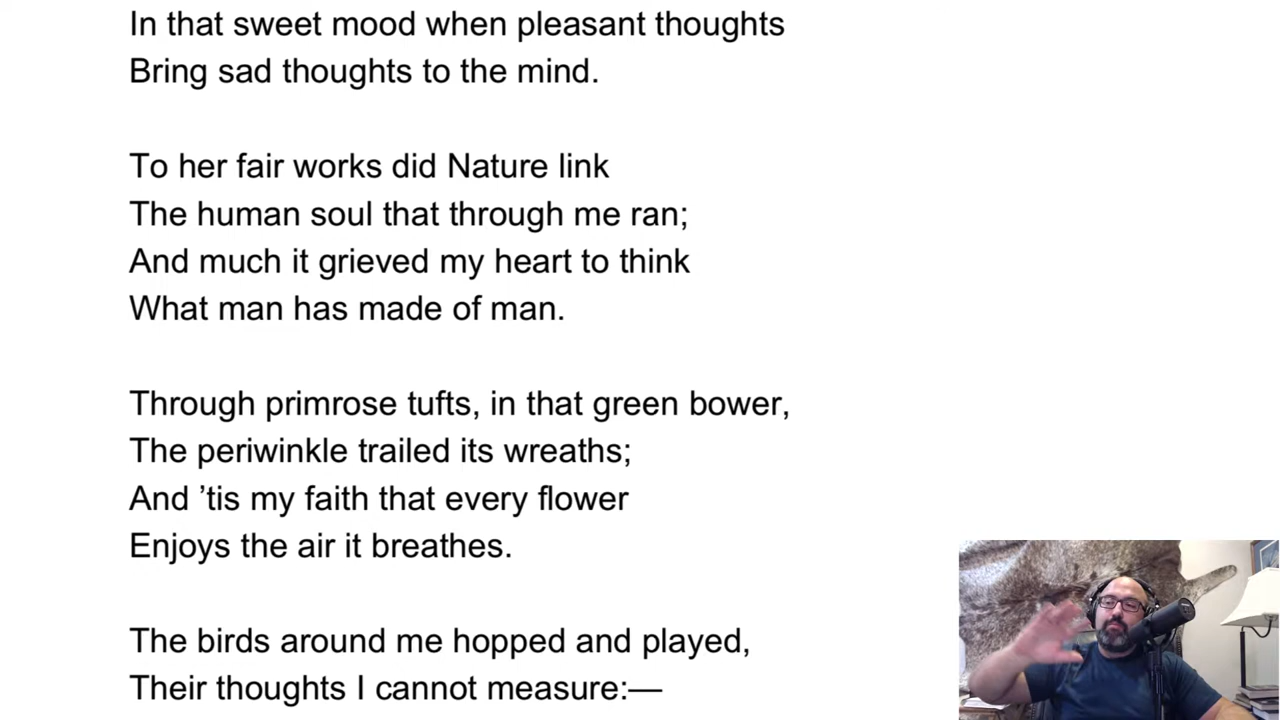 In that sweet mood when pleasant thoughts
Bring sad thoughts to the mind.
To her fair works did Nature link
The human soul that through me ran;
And much it grieved my heart to think
What man has made of man.
Through primrose tufts, in that green bower,
The periwinkle trailed its wreaths;
And ’tis my faith that every flower
Enjoys the air it breathes.
The birds around me hopped and played,
Their thoughts I cannot measure:—